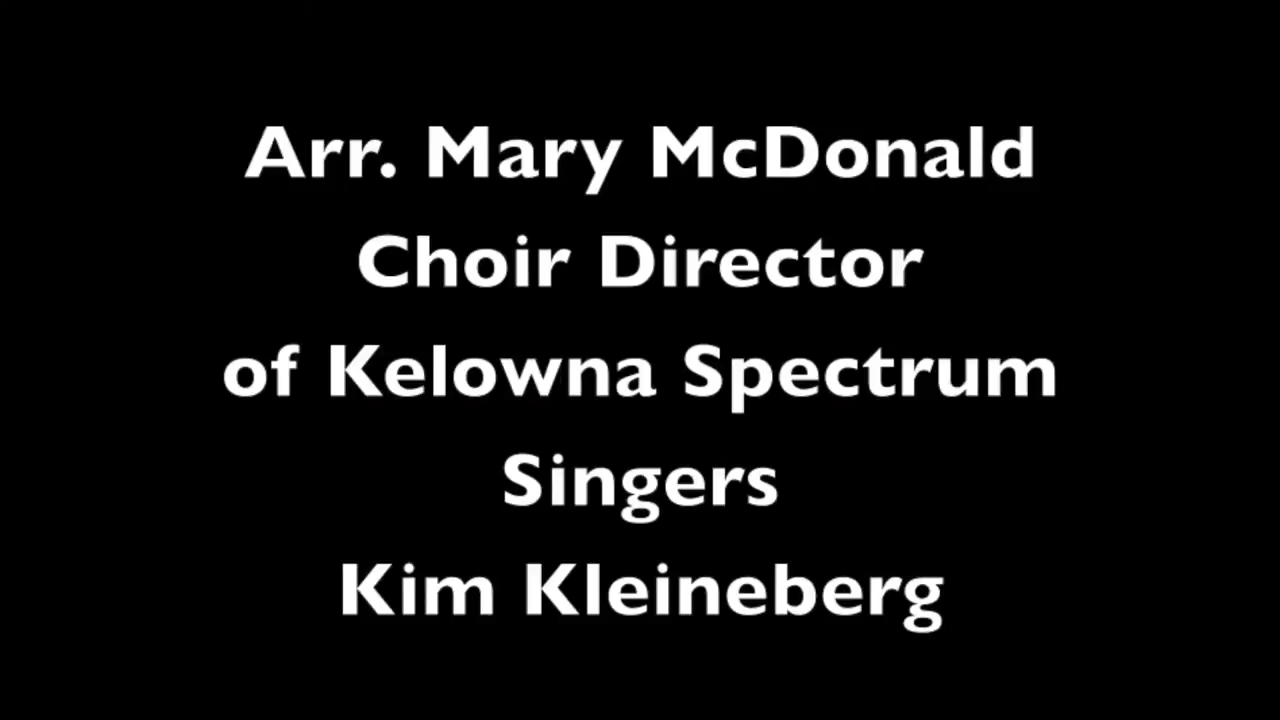 Arr. Mary McDonald
Choir Director
of Kelowna Spectrum
Singers
Kim Kleineberg